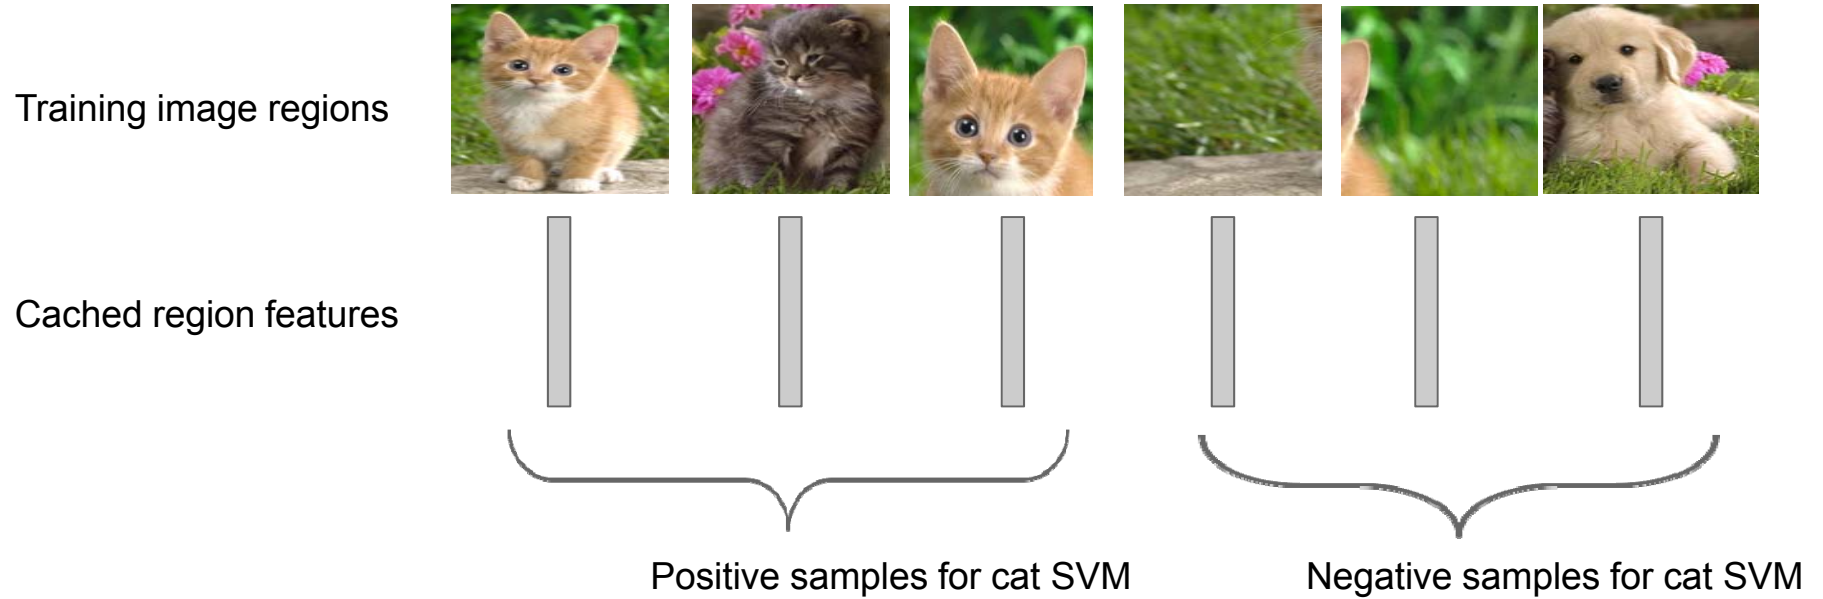 Training image regions
Cached region features
Positive samples for cat SVM
Negative samples for cat SVM